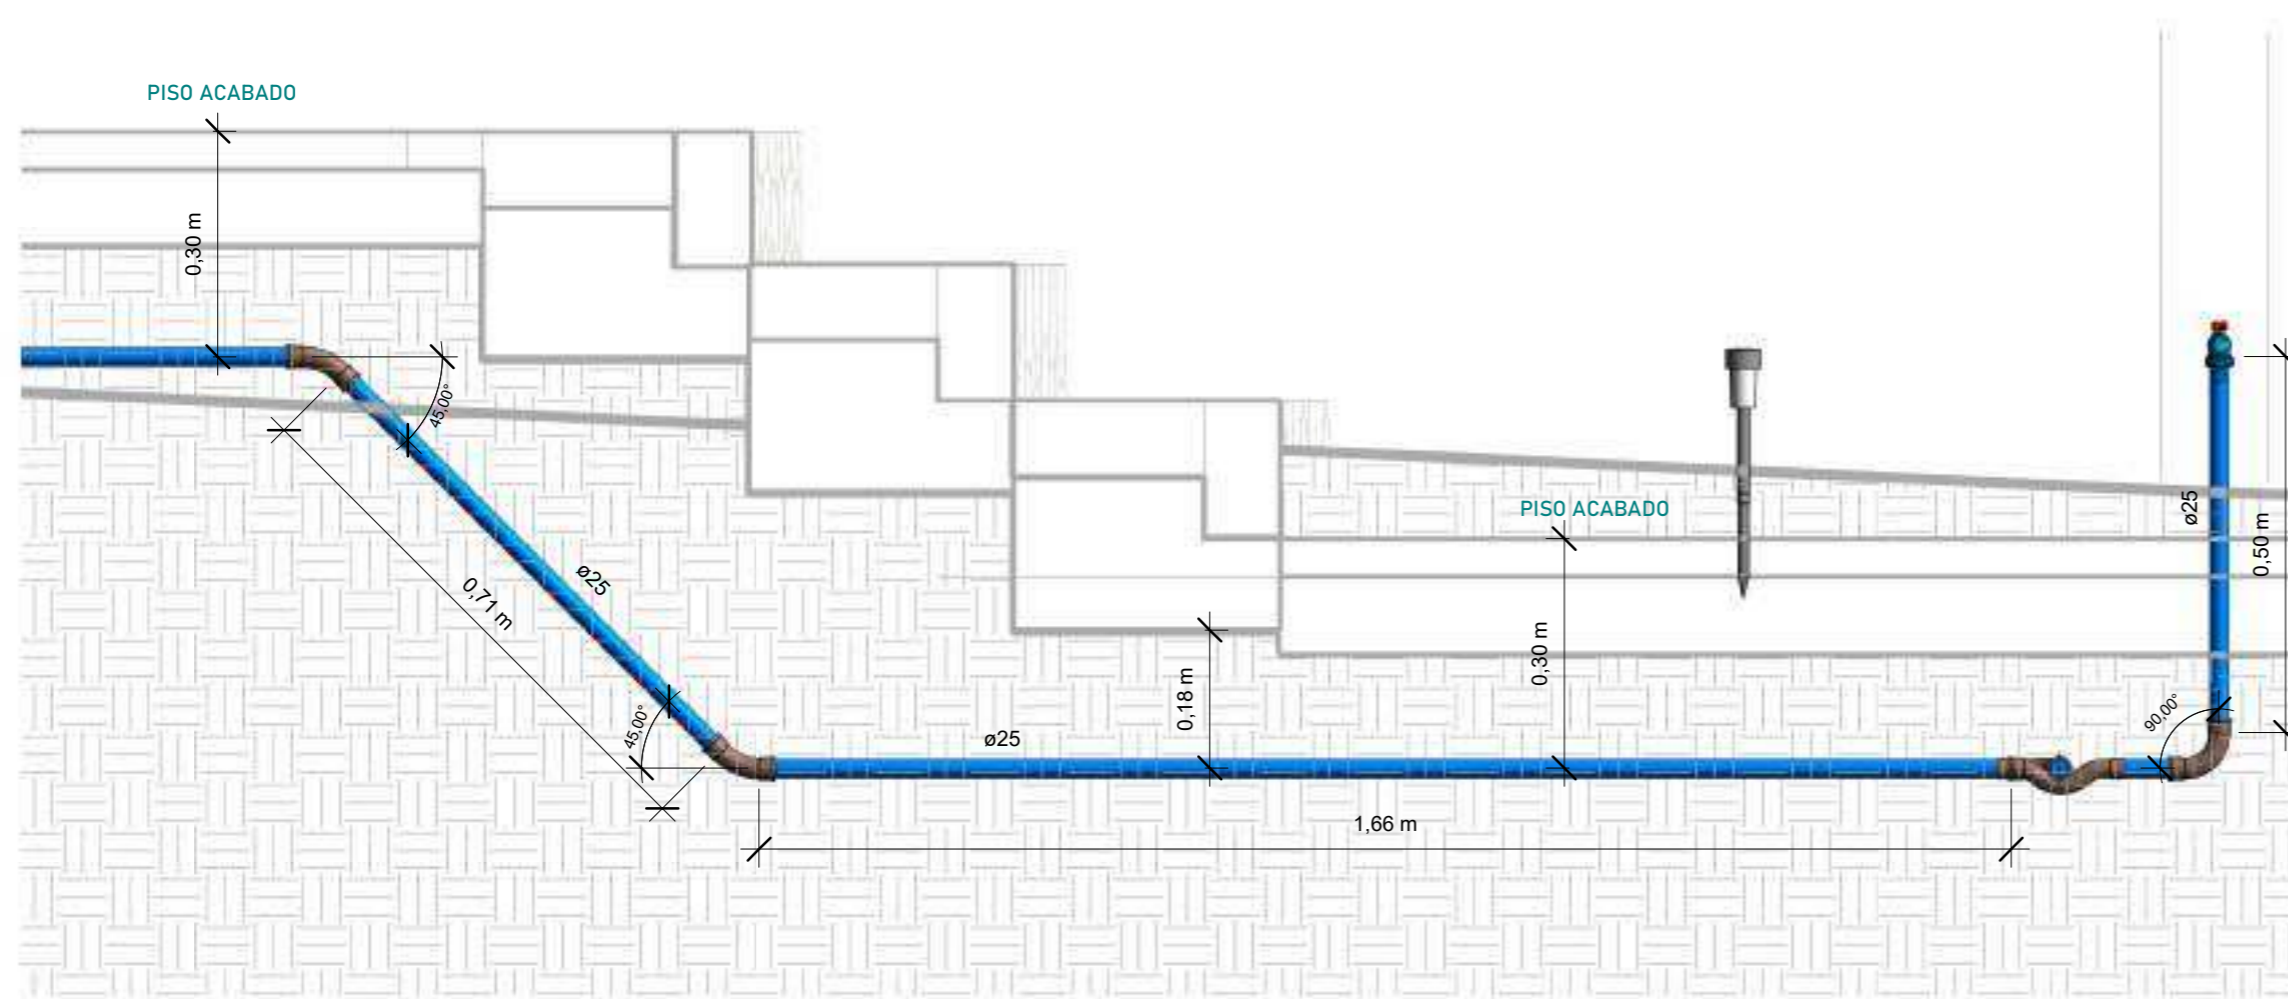 PISO ACABADO
0,30 m
45,00°
ø25
0,71 m
45,00°
ø25
0,18 m
PISO ACABADO
0,30 m
1,66 m
ø25
0,50 m
90,00°